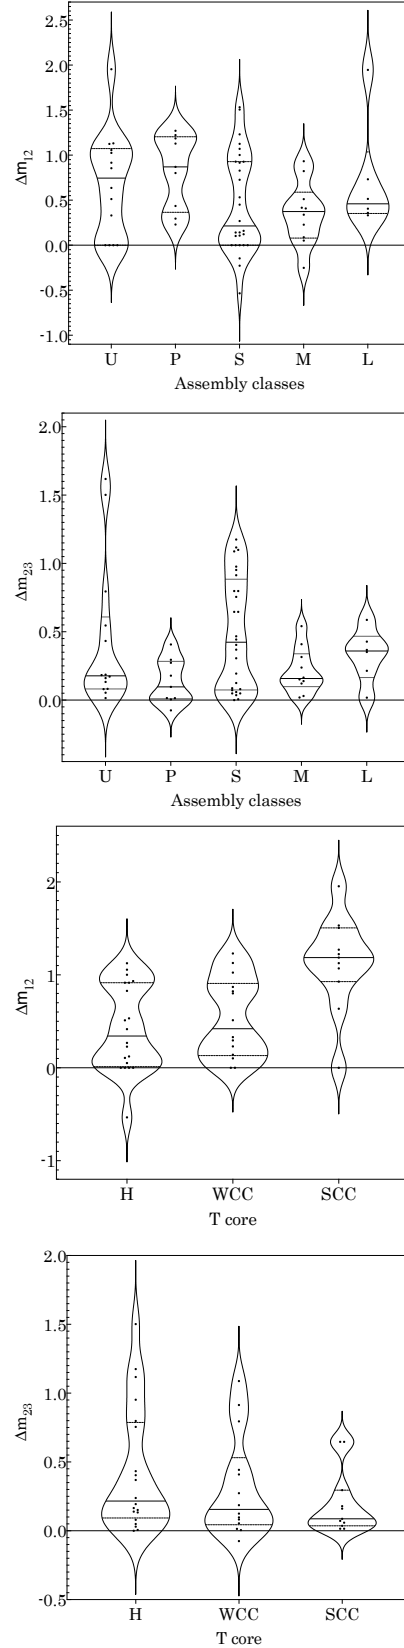 2.5
2.0
1.5
1.0
0.5
0.0
-0.5
-1.0
Δm12
U P S M L
Assembly classes
2.0
1.5
1.0
0.5
0.0
Δm23
U P S M L
Assembly classes
2
1
0
-1
Δm12
H WCC SCC
T core
2.0
1.5
1.0
0.5
0.0
-0.5
Δm23
H WCC SCC
T core